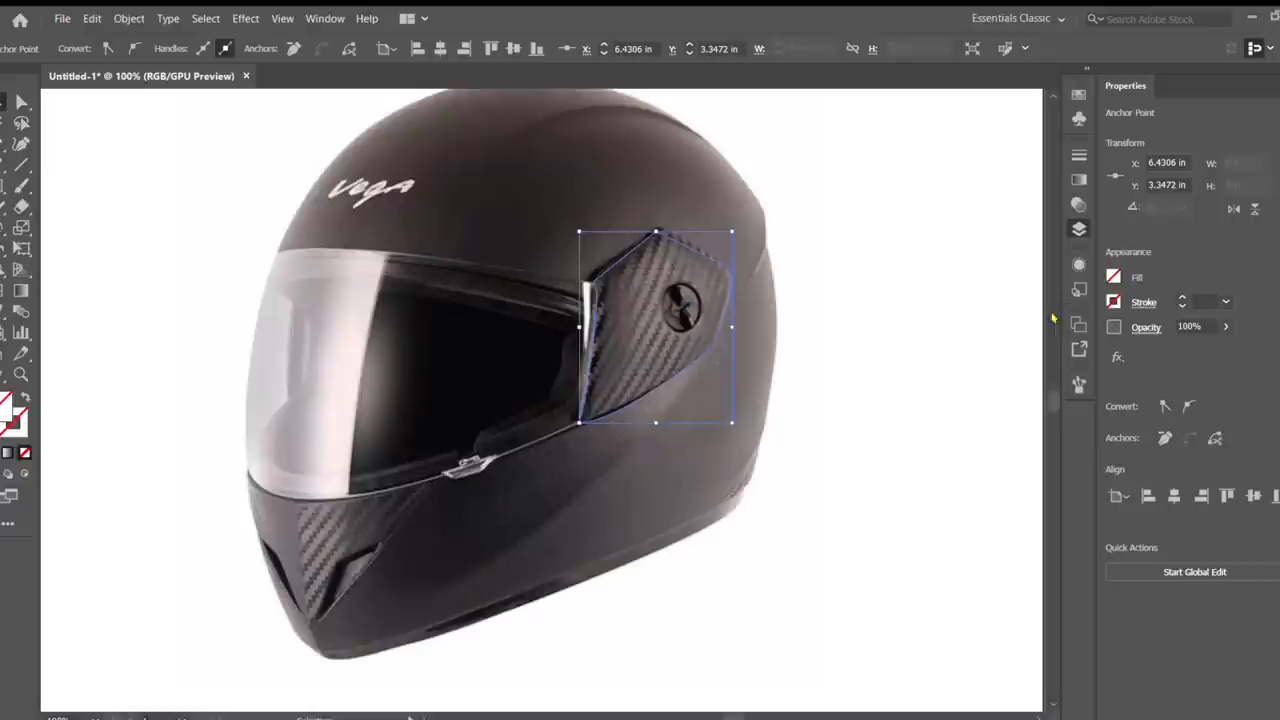 File Edit Object Type Select Effect View Window Help
Essentials Classic
Search Adobe Stock
Anchor Point
Convert:
Handles:
Anchors:
X: 6.4306 in
Y: 3.3472 in
W:
H:
Untitled-1* @ 100% (RGB/GPU Preview) ×
Vega
Properties
Anchor Point
Transform
X: 6.4306 in W:
Y: 3.3472 in H:
Appearance
Fill
Stroke
Opacity 100%
fx.
Convert:
Anchors:
Align
Quick Actions
Start Global Edit